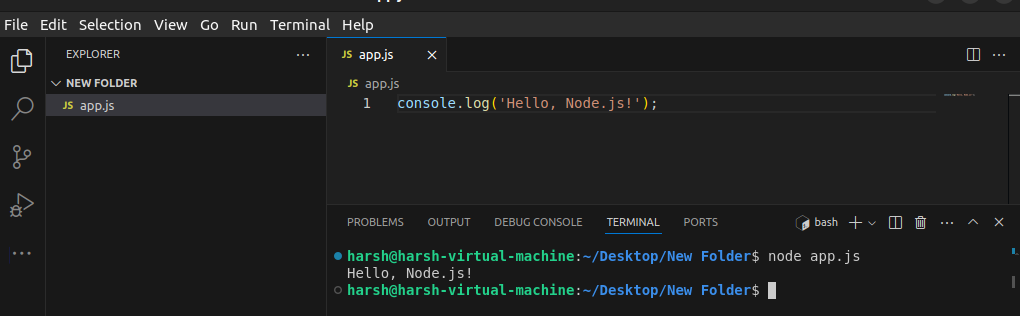 File Edit Selection View Go Run Terminal Help
EXPLORER
NEW FOLDER
JS app.js
JS app.js
JS app.js
1 console.log('Hello, Node.js!');
PROBLEMS OUTPUT DEBUG CONSOLE TERMINAL PORTS bash
harsh@harsh-virtual-machine:~/Desktop/New Folder$ node app.js
Hello, Node.js!
harsh@harsh-virtual-machine:~/Desktop/New Folder$